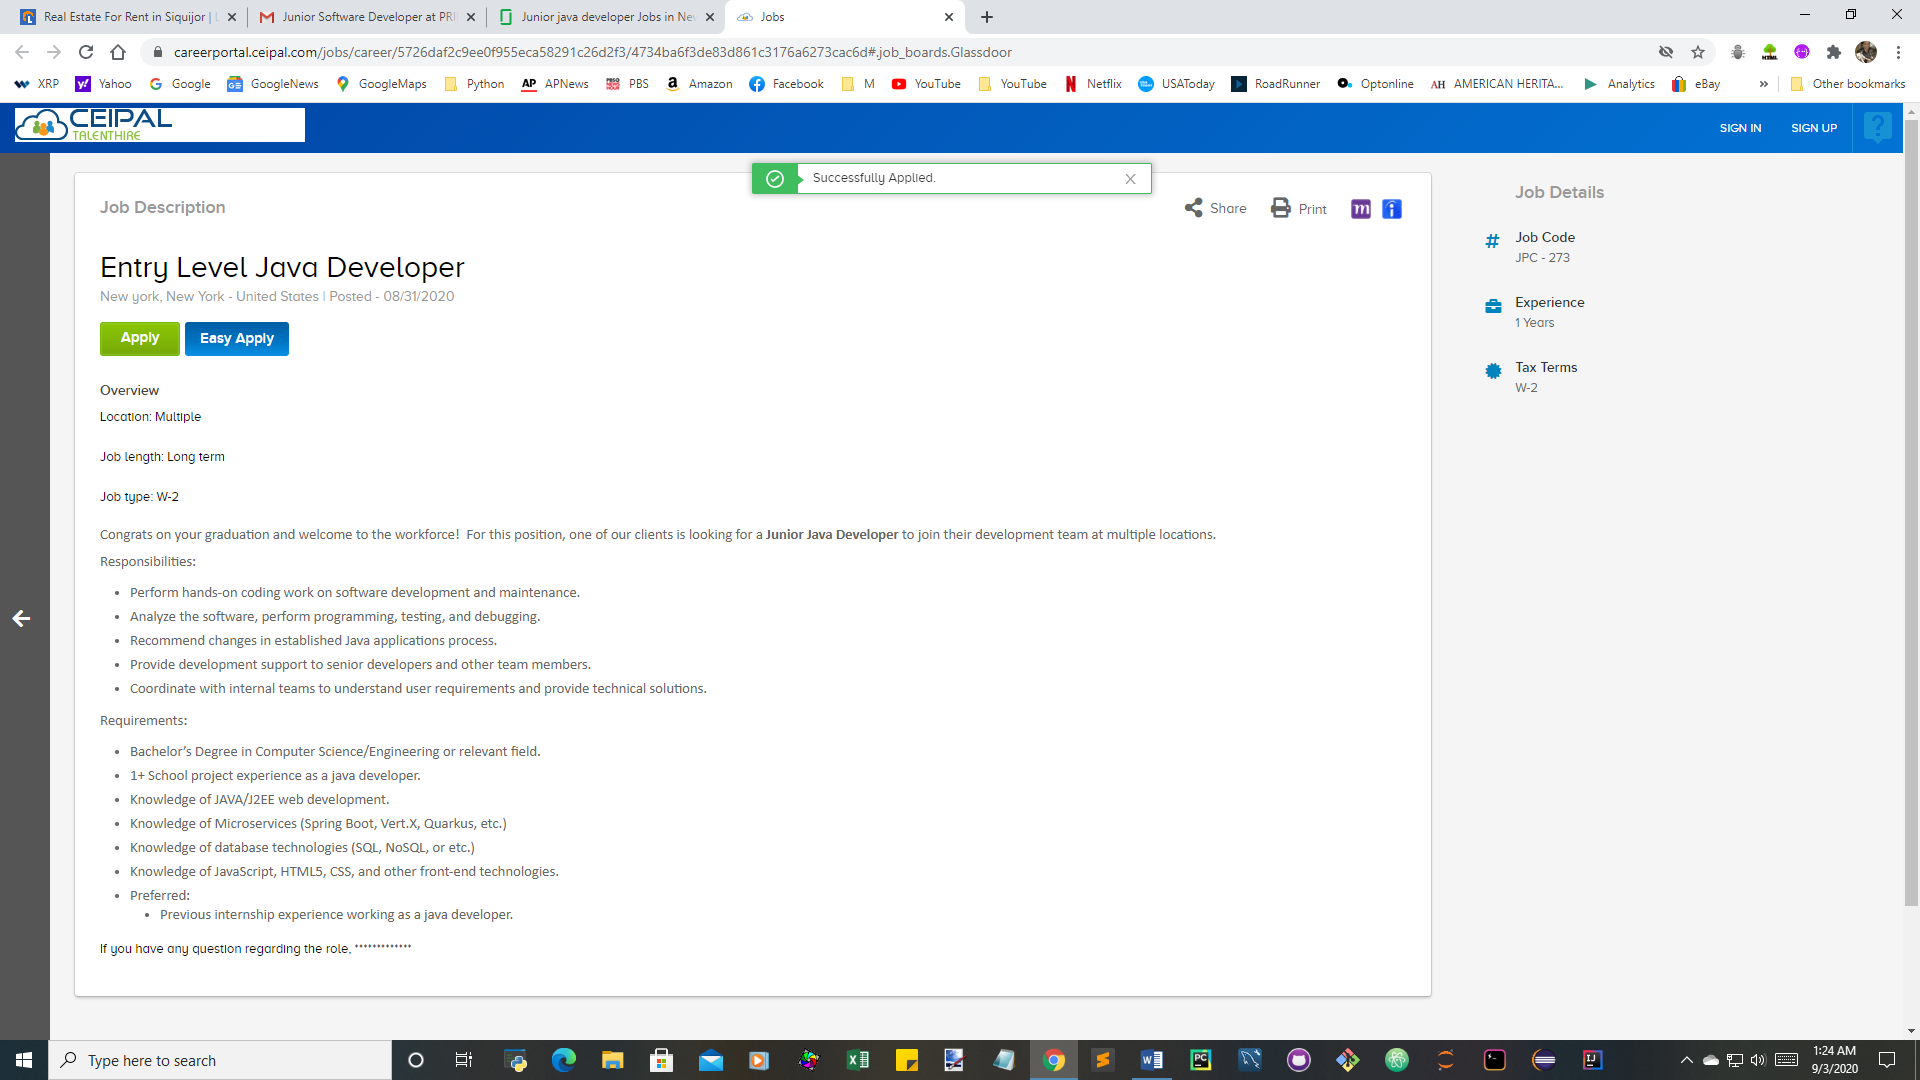 Real Estate For Rent in Siquijor |
Junior Software Developer at PRI
Junior java developer Jobs in Nev
Jobs
careerportal.ceipal.com/jobs/career/5726daf2c9ee0f955eca58291c26d2f3/4734ba6f3de83d861c3176a6273cac6d#.job_boards.Glassdoor
XRP
Yahoo
Google
GoogleNews
GoogleMaps
Python
AP APNews
PBS
Amazon
Facebook
M
YouTube
YouTube
Netflix
USAToday
RoadRunner
Optonline
AH AMERICAN HERITA...
Analytics
eBay
»
Other bookmarks
CEIPAL
TALENTHIRE
SIGN IN
SIGN UP
?
Successfully Applied.
Job Description
Share
Print
m
i
Entry Level Java Developer
New york, New York - United States | Posted - 08/31/2020
Apply
Easy Apply
Overview
Location: Multiple
Job length: Long term
Job type: W-2
Congrats on your graduation and welcome to the workforce!  For this position, one of our clients is looking for a Junior Java Developer to join their development team at multiple locations.
Responsibilities:
• Perform hands-on coding work on software development and maintenance.
• Analyze the software, perform programming, testing, and debugging.
• Recommend changes in established Java applications process.
• Provide development support to senior developers and other team members.
• Coordinate with internal teams to understand user requirements and provide technical solutions.
Requirements:
• Bachelor’s Degree in Computer Science/Engineering or relevant field.
• 1+ School project experience as a java developer.
• Knowledge of JAVA/J2EE web development.
• Knowledge of Microservices (Spring Boot, Vert.X, Quarkus, etc.)
• Knowledge of database technologies (SQL, NoSQL, or etc.)
• Knowledge of JavaScript, HTML5, CSS, and other front-end technologies.
• Preferred:
• Previous internship experience working as a java developer.
If you have any question regarding the role, *************
Job Details
# Job Code
JPC - 273
Experience
1 Years
Tax Terms
W-2
Type here to search
1:24 AM
9/3/2020